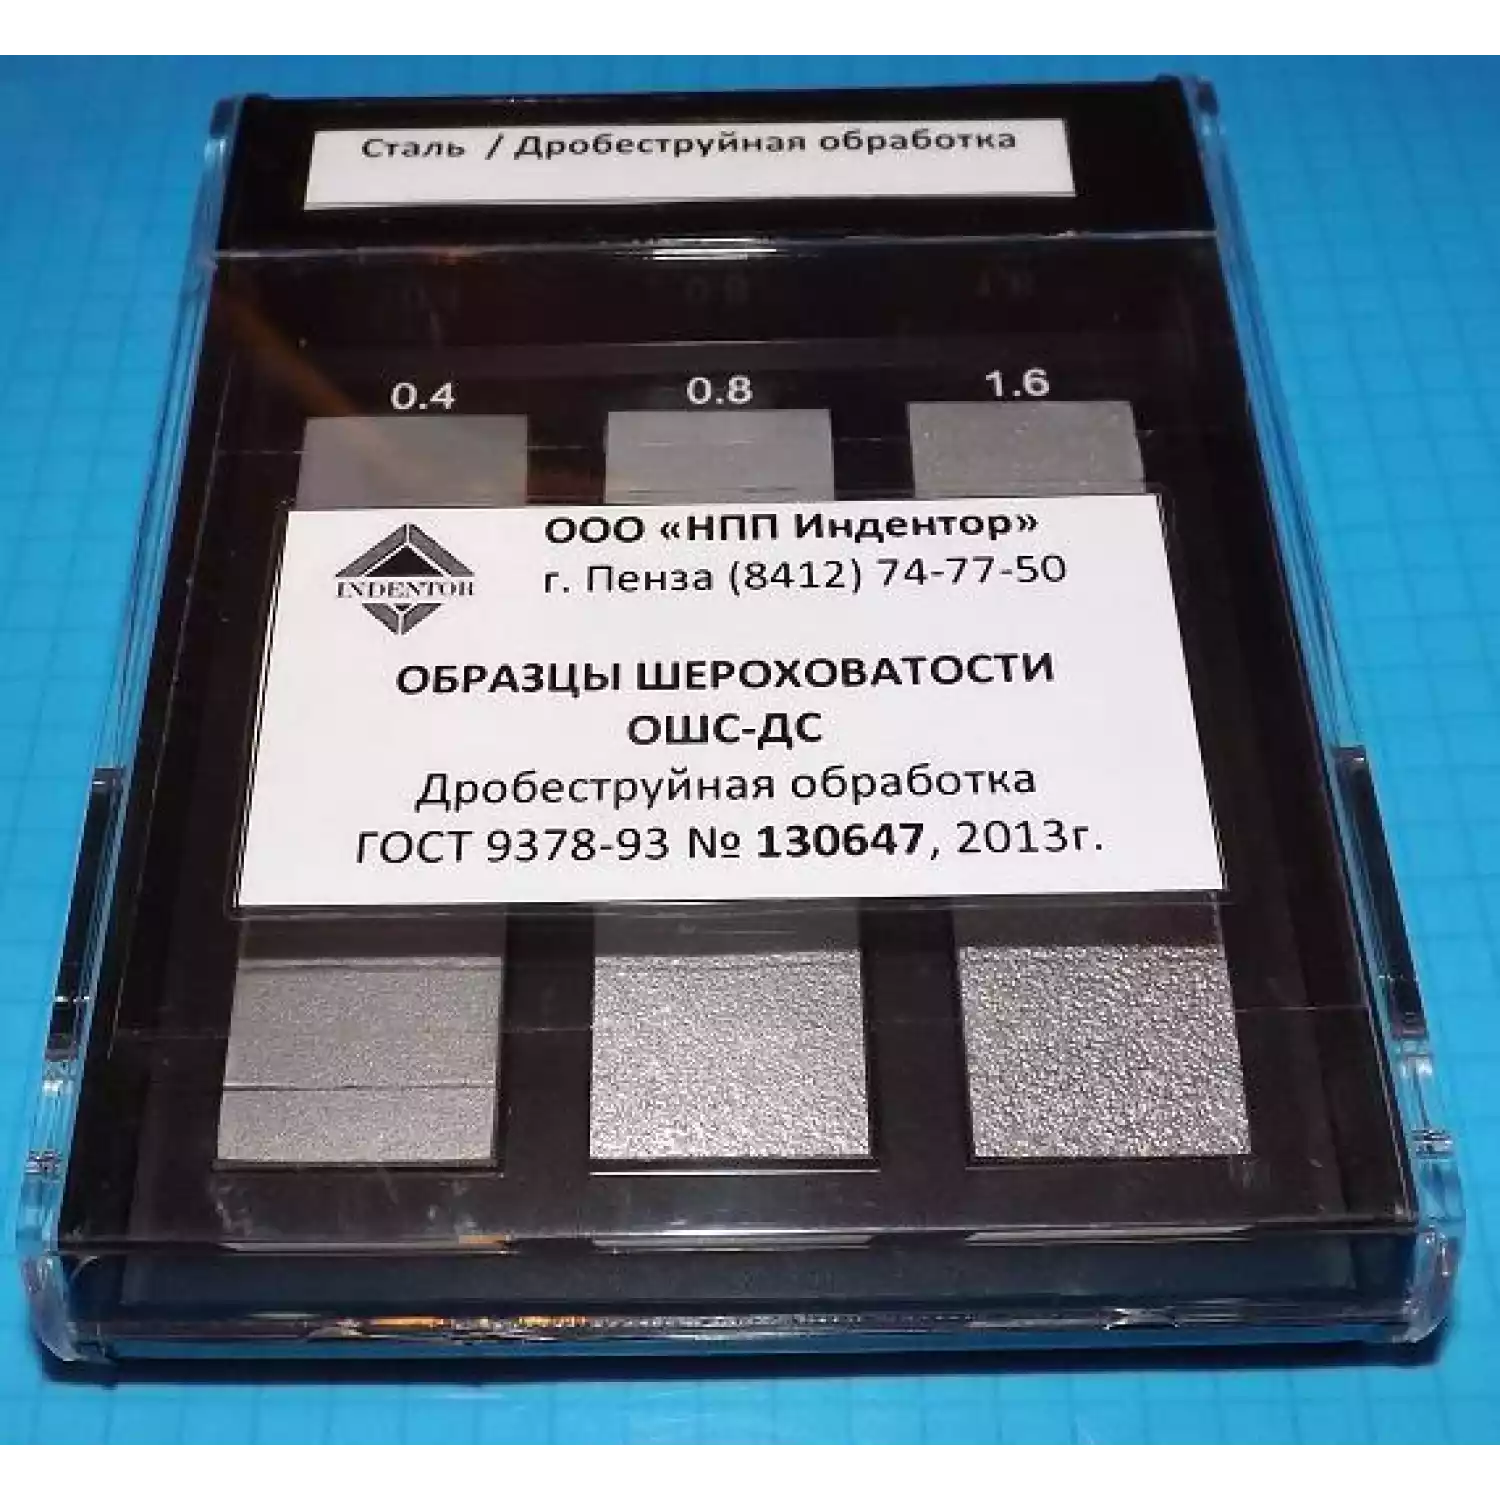 Сталь / Дробеструйная обработка
0.4 0.8 1.6
ООО «НПП Индентор»
г. Пенза (8412) 74-77-50
INDENTOR
ОБРАЗЦЫ ШЕРОХОВАТОСТИ
ОШС-ДС
Дробеструйная обработка
ГОСТ 9378-93 № 130647, 2013г.